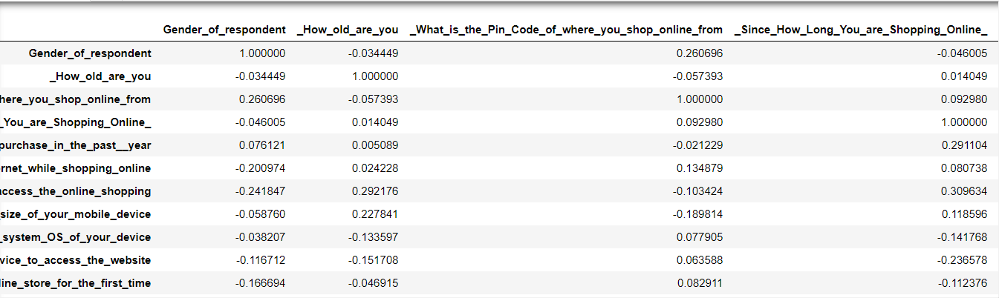 Gender_of_respondent _How_old_are_you _What_is_the_Pin_Code_of_where_you_shop_online_from _Since_How_Long_You_are_Shopping_Online_
Gender_of_respondent 1.000000 -0.034449 0.260696 -0.046005
_How_old_are_you -0.034449 1.000000 -0.057393 0.014049
here_you_shop_online_from 0.260696 -0.057393 1.000000 0.092980
_You_are_Shopping_Online_ -0.046005 0.014049 0.092980 1.000000
purchase_in_the_past__year 0.076121 0.005089 -0.021229 0.291104
rnet_while_shopping_online -0.200974 0.024228 0.134879 0.080738
access_the_online_shopping -0.241847 0.292176 -0.103424 0.309634
_size_of_your_mobile_device -0.058760 0.227841 -0.189814 0.118596
_system_OS_of_your_device -0.038207 -0.133597 0.077905 -0.141768
vice_to_access_the_website -0.116712 -0.151708 0.063588 -0.236578
line_store_for_the_first_time -0.166694 -0.046915 0.082911 -0.112376